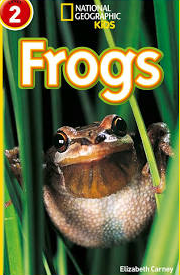 2
NATIONAL
GEOGRAPHIC
KiDS
Frogs
Elizabeth Carney